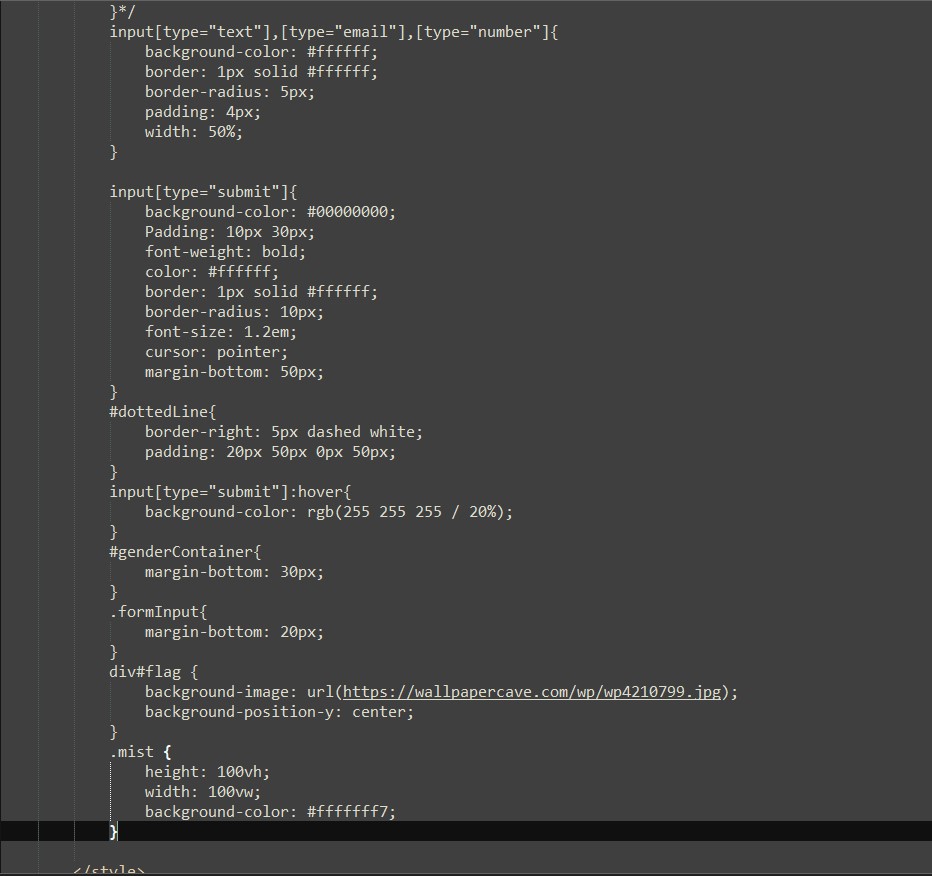 }*/
input[type="text"],[type="email"],[type="number"]{
background-color: #ffffff;
border: 1px solid #ffffff;
border-radius: 5px;
padding: 4px;
width: 50%;
}
input[type="submit"]{
background-color: #00000000;
Padding: 10px 30px;
font-weight: bold;
color: #ffffff;
border: 1px solid #ffffff;
border-radius: 10px;
font-size: 1.2em;
cursor: pointer;
margin-bottom: 50px;
}
#dottedLine{
border-right: 5px dashed white;
padding: 20px 50px 0px 50px;
}
input[type="submit"]:hover{
background-color: rgb(255 255 255 / 20%);
}
#genderContainer{
margin-bottom: 30px;
}
.formInput{
margin-bottom: 20px;
}
div#flag {
background-image: url(https://wallpapercave.com/wp/wp4210799.jpg);
background-position-y: center;
}
.mist {
height: 100vh;
width: 100vw;
background-color: #fffffff7;
}
</style>